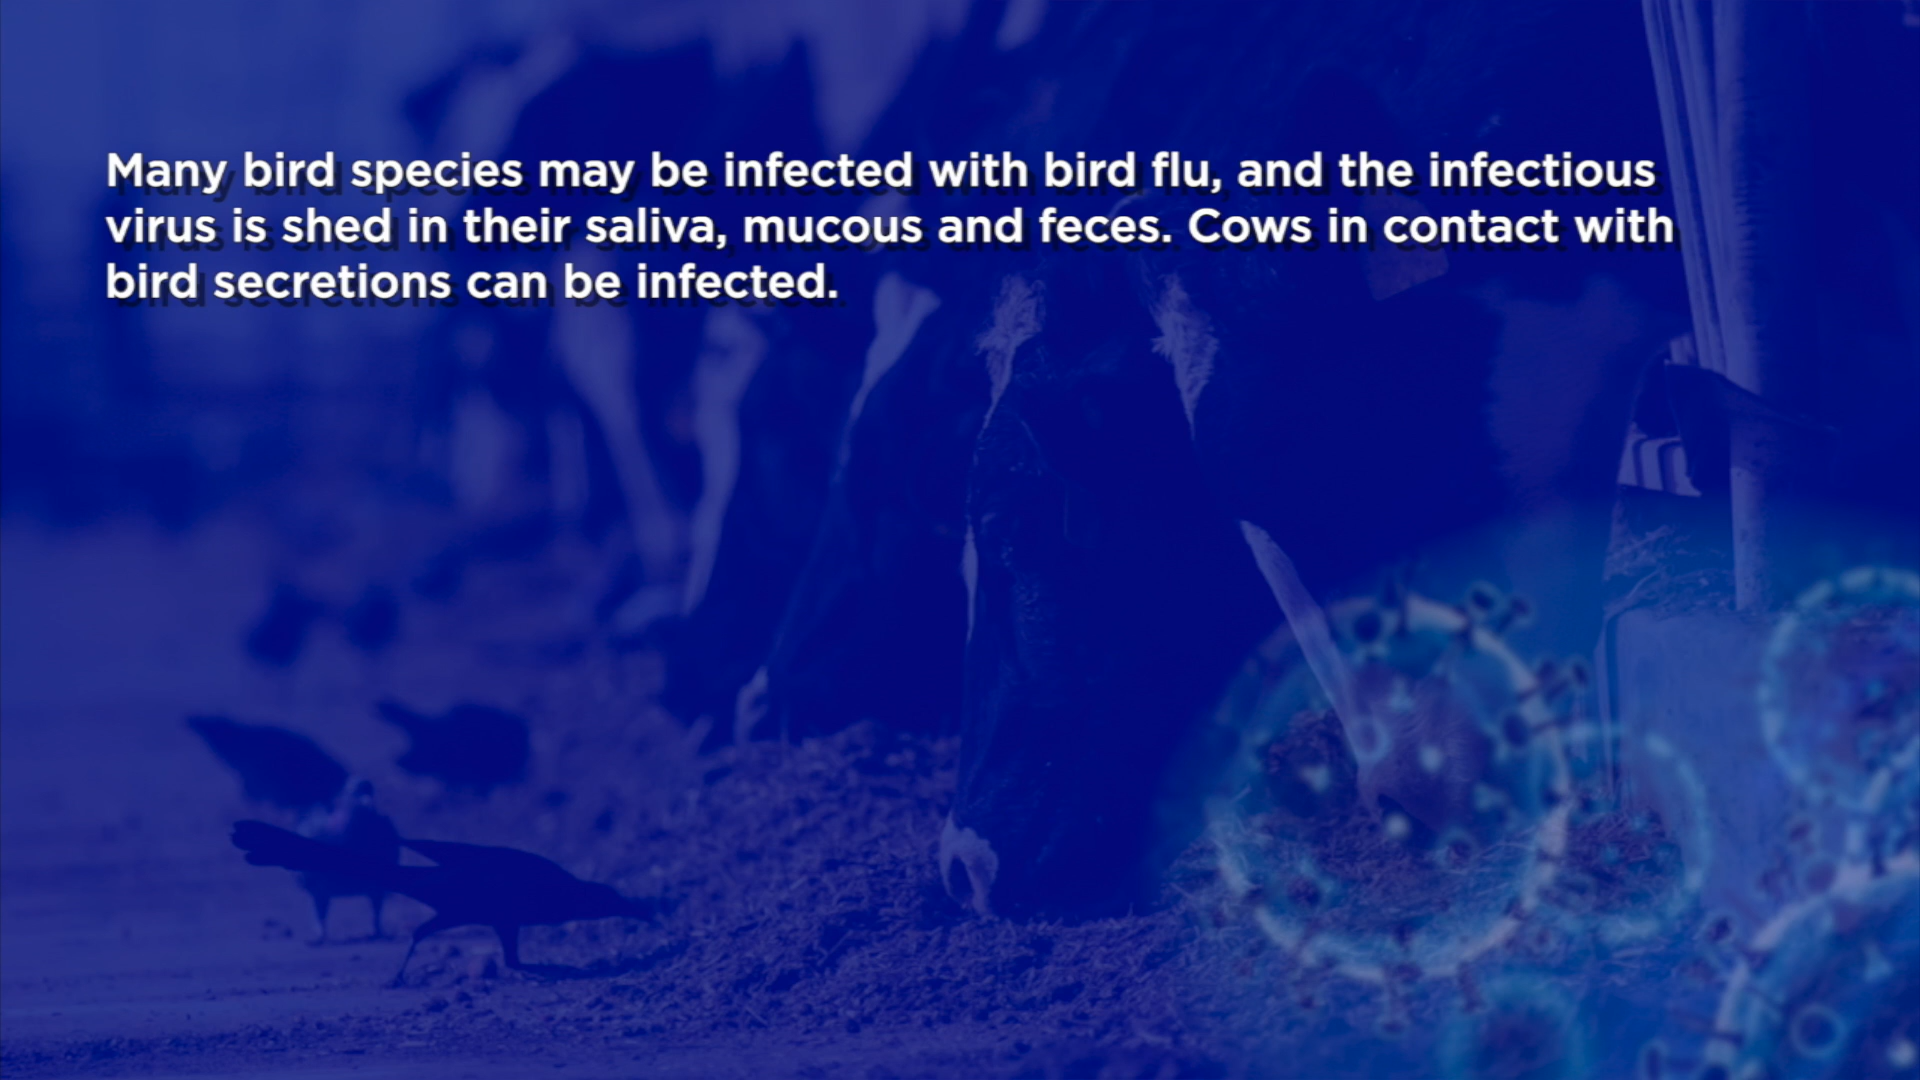 Many bird species may be infected with bird flu, and the infectious
virus is shed in their saliva, mucous and feces. Cows in contact with
bird secretions can be infected.